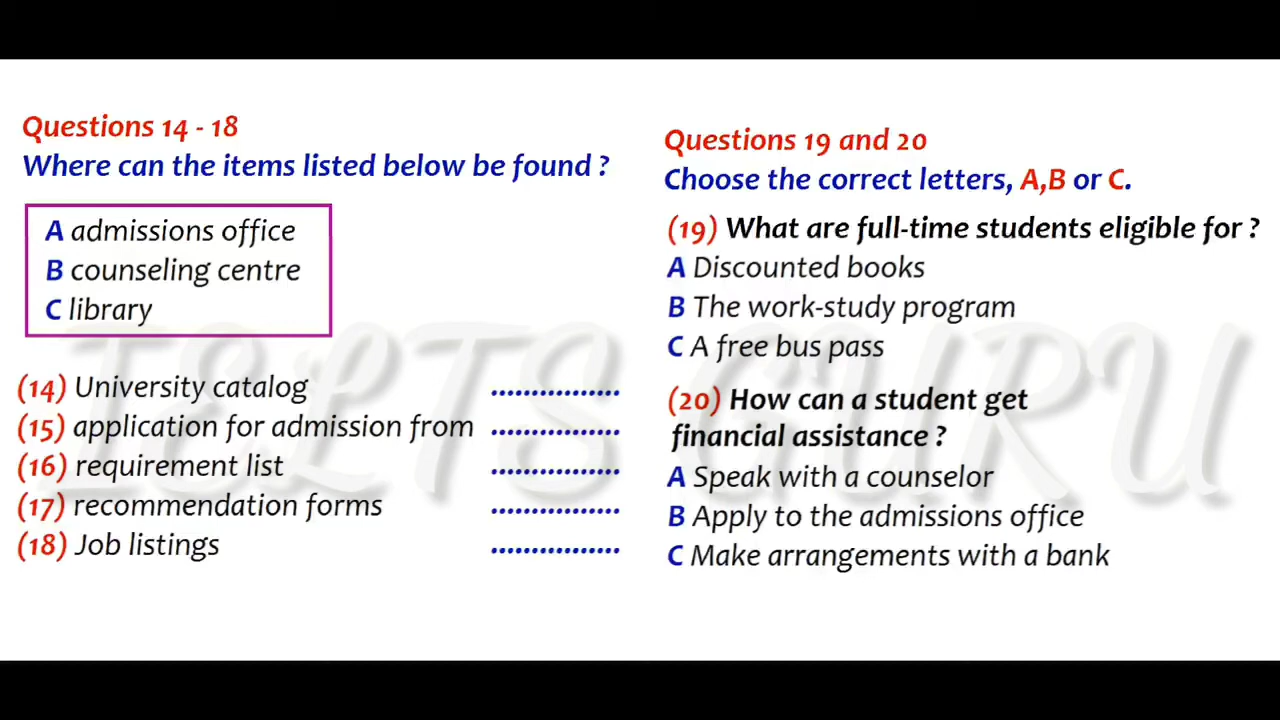 Questions 14 - 18
Where can the items listed below be found ?
A admissions office
B counseling centre
C library
(14) University catalog ................
(15) application for admission from ................
(16) requirement list ................
(17) recommendation forms ................
(18) Job listings ................
Questions 19 and 20
Choose the correct letters, A,B or C.
(19) What are full-time students eligible for ?
A Discounted books
B The work-study program
C A free bus pass
(20) How can a student get
financial assistance ?
A Speak with a counselor
B Apply to the admissions office
C Make arrangements with a bank
IELTS GURU